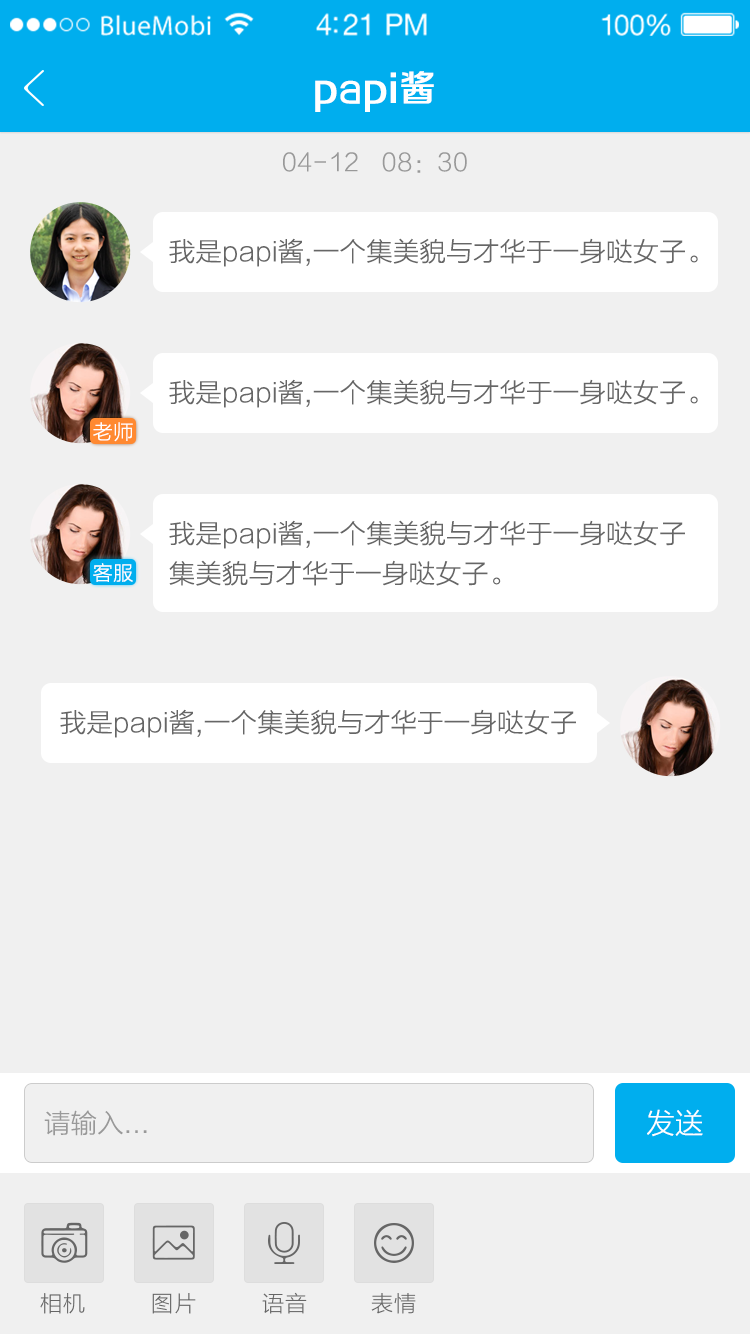 BlueMobi 4:21 PM 100%
papi酱
04-12 08：30
我是papi酱,一个集美貌与才华于一身哒女子。
我是papi酱,一个集美貌与才华于一身哒女子。
老师
我是papi酱,一个集美貌与才华于一身哒女子
集美貌与才华于一身哒女子。
客服
我是papi酱,一个集美貌与才华于一身哒女子
请输入...
发送
相机 图片 语音 表情